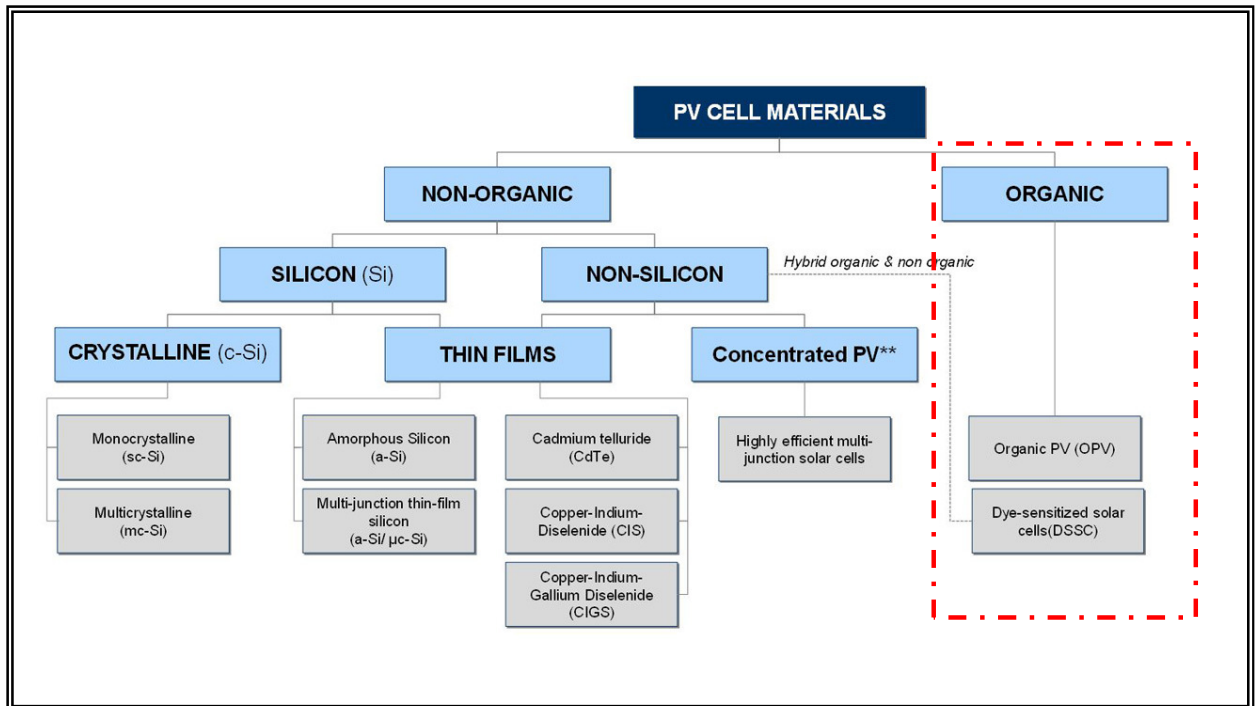 PV CELL MATERIALS
NON-ORGANIC
ORGANIC
SILICON (Si)
NON-SILICON
Hybrid organic & non organic
CRYSTALLINE (c-Si)
THIN FILMS
Concentrated PV**
Monocrystalline
(sc-Si)
Multicrystalline
(mc-Si)
Amorphous Silicon
(a-Si)
Multi-junction thin-film
silicon
(a-Si/ µc-Si)
Cadmium telluride
(CdTe)
Copper-Indium-
Diselenide (CIS)
Copper-Indium-
Gallium Diselenide
(CIGS)
Highly efficient multi-
junction solar cells
Organic PV (OPV)
Dye-sensitized solar
cells(DSSC)